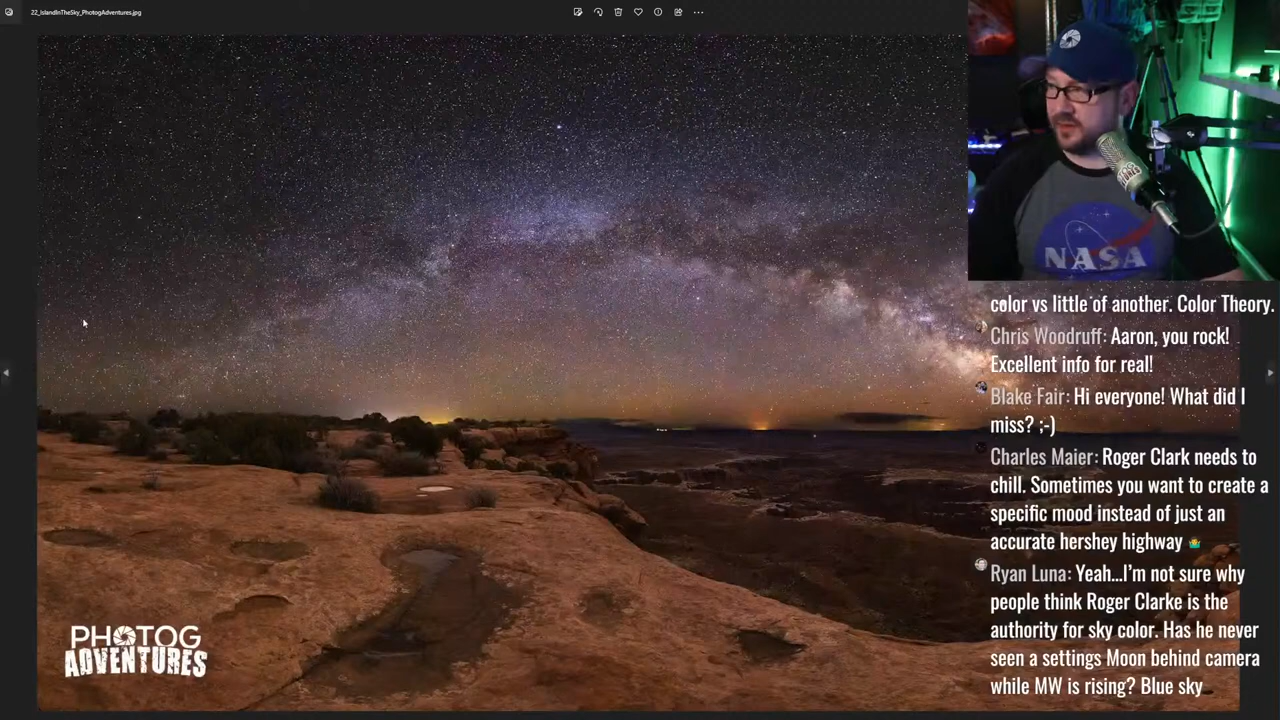 22_IslandInTheSky_PhotogAdventures.jpg
NASA
color vs little of another. Color Theory.
Chris Woodruff: Aaron, you rock!
Excellent info for real!
Blake Fair: Hi everyone! What did I
miss? ;-)
Charles Maier: Roger Clark needs to
chill. Sometimes you want to create a
specific mood instead of just an
accurate hershey highway 🤷‍♂️
Ryan Luna: Yeah...I'm not sure why
people think Roger Clarke is the
authority for sky color. Has he never
seen a settings Moon behind camera
while MW is rising? Blue sky
PHOTOG
ADVENTURES